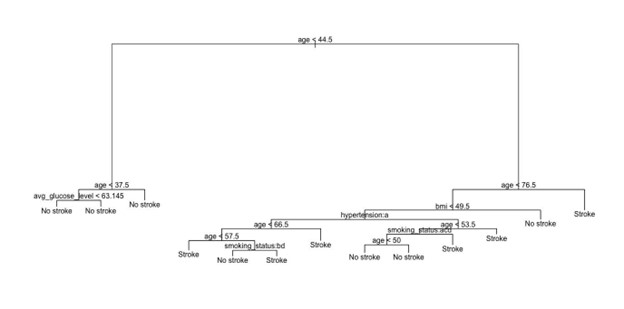 age < 44.5
age < 37.5
age < 76.5
avg_glucose_level < 63.145
No stroke
No stroke
No stroke
bmi < 49.5
Stroke
hypertension:a
No stroke
age < 66.5
age < 53.5
smoking_status:acd
age < 57.5
Stroke
Stroke
age < 50
Stroke
smoking_status:bd
Stroke
No stroke
Stroke
No stroke
No stroke